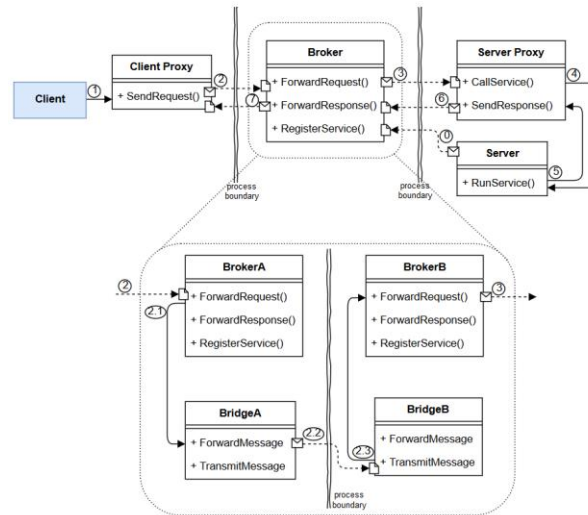 Client
1
Client Proxy
+ SendRequest()
2
Broker
+ ForwardRequest()
+ ForwardResponse()
+ RegisterService()
3
7
Server Proxy
+ CallService()
+ SendResponse()
4
6
0
Server
+ RunService()
5
process
boundary
process
boundary
BrokerA
+ ForwardRequest()
+ ForwardResponse()
+ RegisterService()
2
2.1
BrokerB
+ ForwardRequest()
+ ForwardResponse()
+ RegisterService()
3
BridgeA
+ ForwardMessage
+ TransmitMessage
2.2
BridgeB
+ ForwardMessage
+ TransmitMessage
2.3
process
boundary